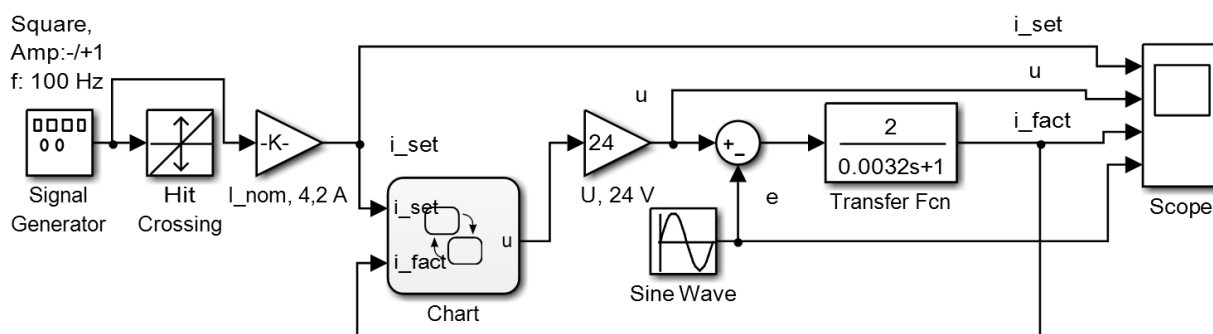 Square,
Amp:-/+1
f: 100 Hz
Signal
Generator
Hit
Crossing
-K-
I_nom, 4,2 A
i_set
i_set
i_fact
u
Chart
u
24
U, 24 V
+
-
e
Sine Wave
2
0.0032s+1
Transfer Fcn
i_set
u
i_fact
Scope